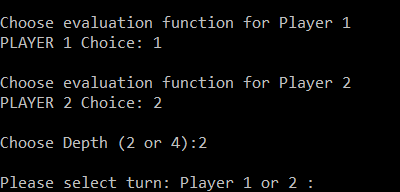 Choose evaluation function for Player 1
PLAYER 1 Choice: 1
Choose evaluation function for Player 2
PLAYER 2 Choice: 2
Choose Depth (2 or 4):2
Please select turn: Player 1 or 2 :